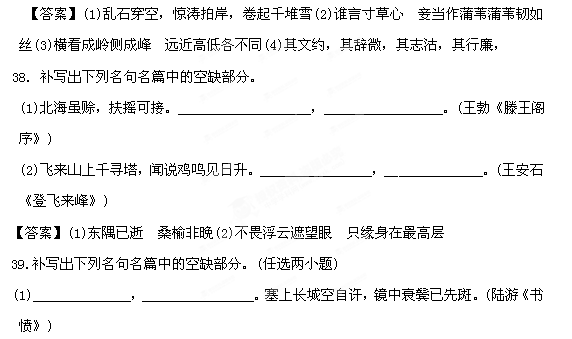 【答案】(1)乱石穿空，惊涛拍岸，卷起千堆雪(2)谁言寸草心　妾当作蒲苇蒲苇韧如
丝(3)横看成岭侧成峰　远近高低各不同(4)其文约，其辞微，其志沽，其行廉，
38. 补写出下列名句名篇中的空缺部分。
(1)北海虽赊，扶摇可接。____________________，__________________。(王勃《滕王阁
序》)
(2)飞来山上千寻塔，闻说鸡鸣见日升。_________________，_______________。(王安石
《登飞来峰》)
【答案】(1)东隅已逝　桑榆非晚(2)不畏浮云遮望眼　只缘身在最高层
39.补写出下列名句名篇中的空缺部分。(任选两小题)
(1)______________，________________。塞上长城空自许，镜中衰鬓已先斑。(陆游《书
愤》)